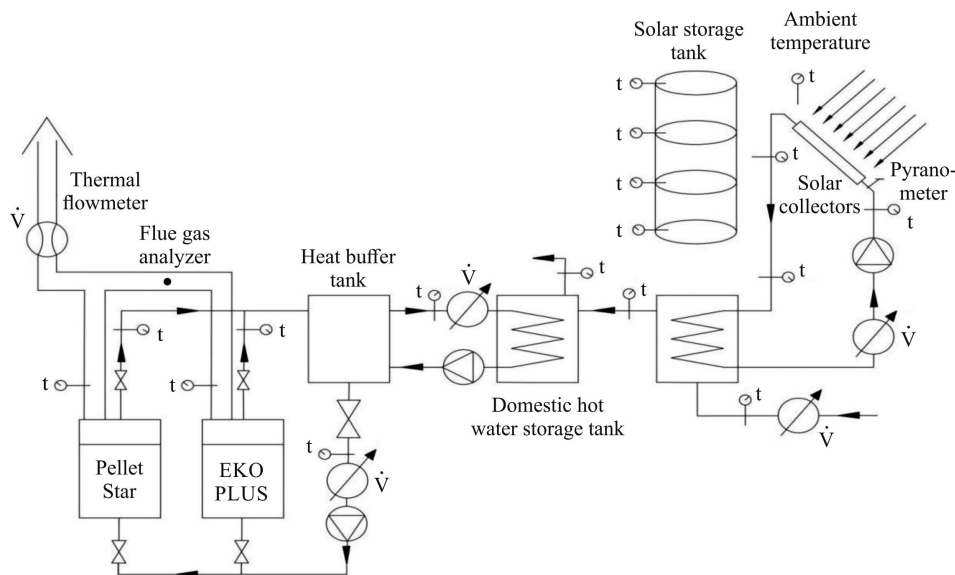 Solar storage
tank
Ambient
temperature
t
t
t
t
t
t
t
t
Pyrano-
meter
Solar
collectors
Thermal
flowmeter
V̇
Flue gas
analyzer
Heat buffer
tank
t
V̇
t
t
t
t
t
t
V̇
t
t
Domestic hot
water storage tank
t
V̇
t
V̇
Pellet
Star
EKO
PLUS